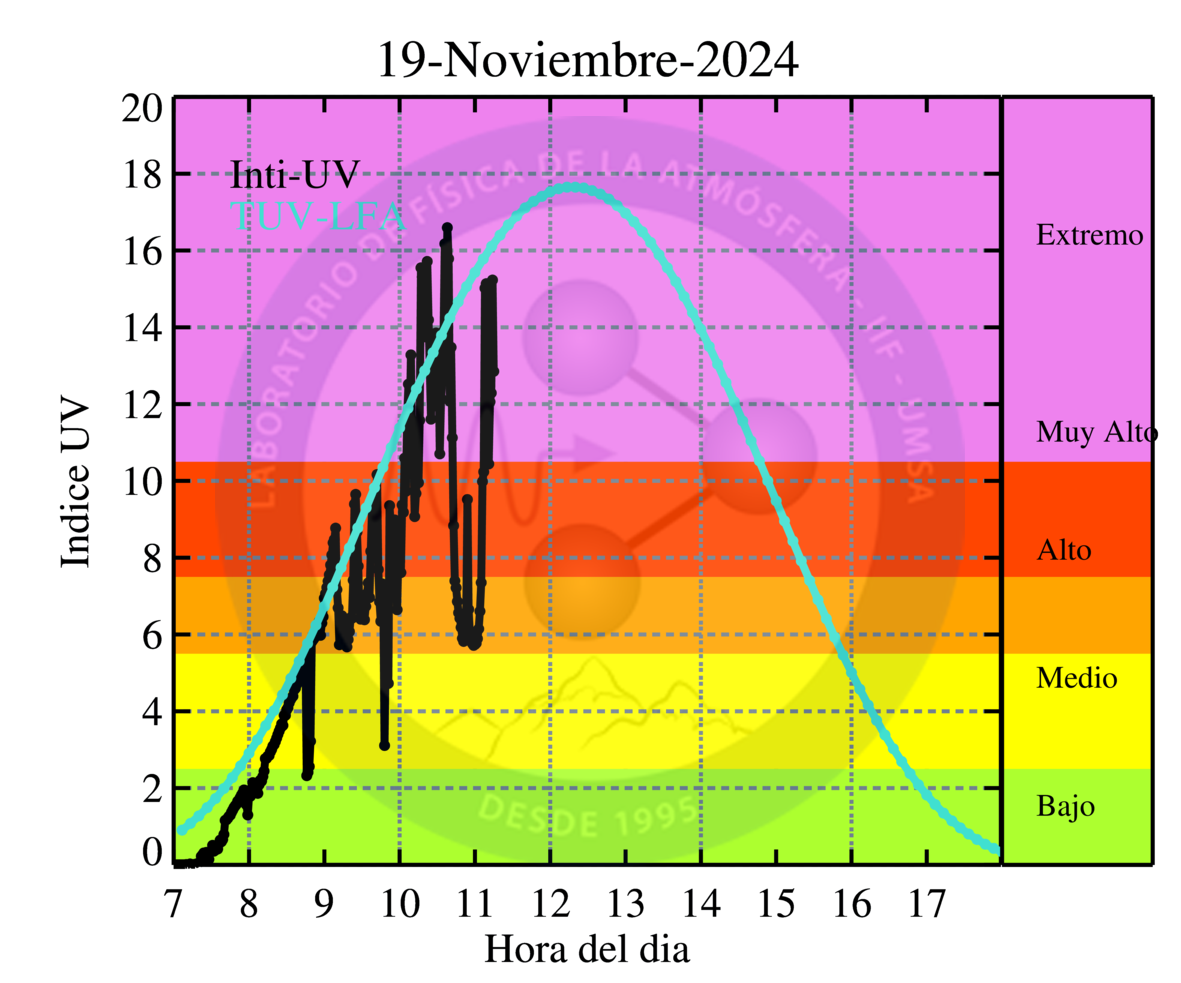 19-Noviembre-2024
20
18
16
14
12
10
8
6
4
2
0
Indice UV
Inti-UV
TUV-LFA
LABORATORIO DE FÍSICA DE LA ATMÓSFERA - IIF - UMSA
DESDE 1995
Extremo
Muy Alto
Alto
Medio
Bajo
7 8 9 10 11 12 13 14 15 16 17
Hora del dia